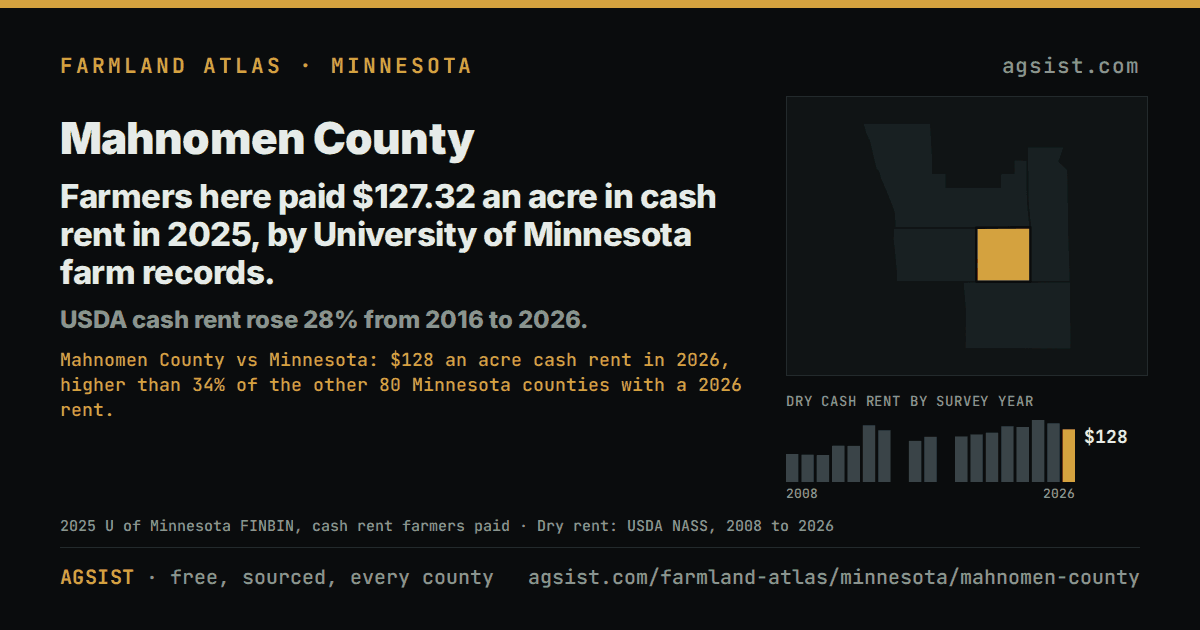 FARMLAND ATLAS · MINNESOTA
agsist.com
Mahnomen County
Farmers here paid $127.32 an acre in cash
rent in 2025, by University of Minnesota
farm records.
USDA cash rent rose 28% from 2016 to 2026.
Mahnomen County vs Minnesota: $128 an acre cash rent in 2026,
higher than 34% of the other 80 Minnesota counties with a 2026
rent.
DRY CASH RENT BY SURVEY YEAR
$128
2008
2026
2025 U of Minnesota FINBIN, cash rent farmers paid · Dry rent: USDA NASS, 2008 to 2026
AGSIST · free, sourced, every county
agsist.com/farmland-atlas/minnesota/mahnomen-county